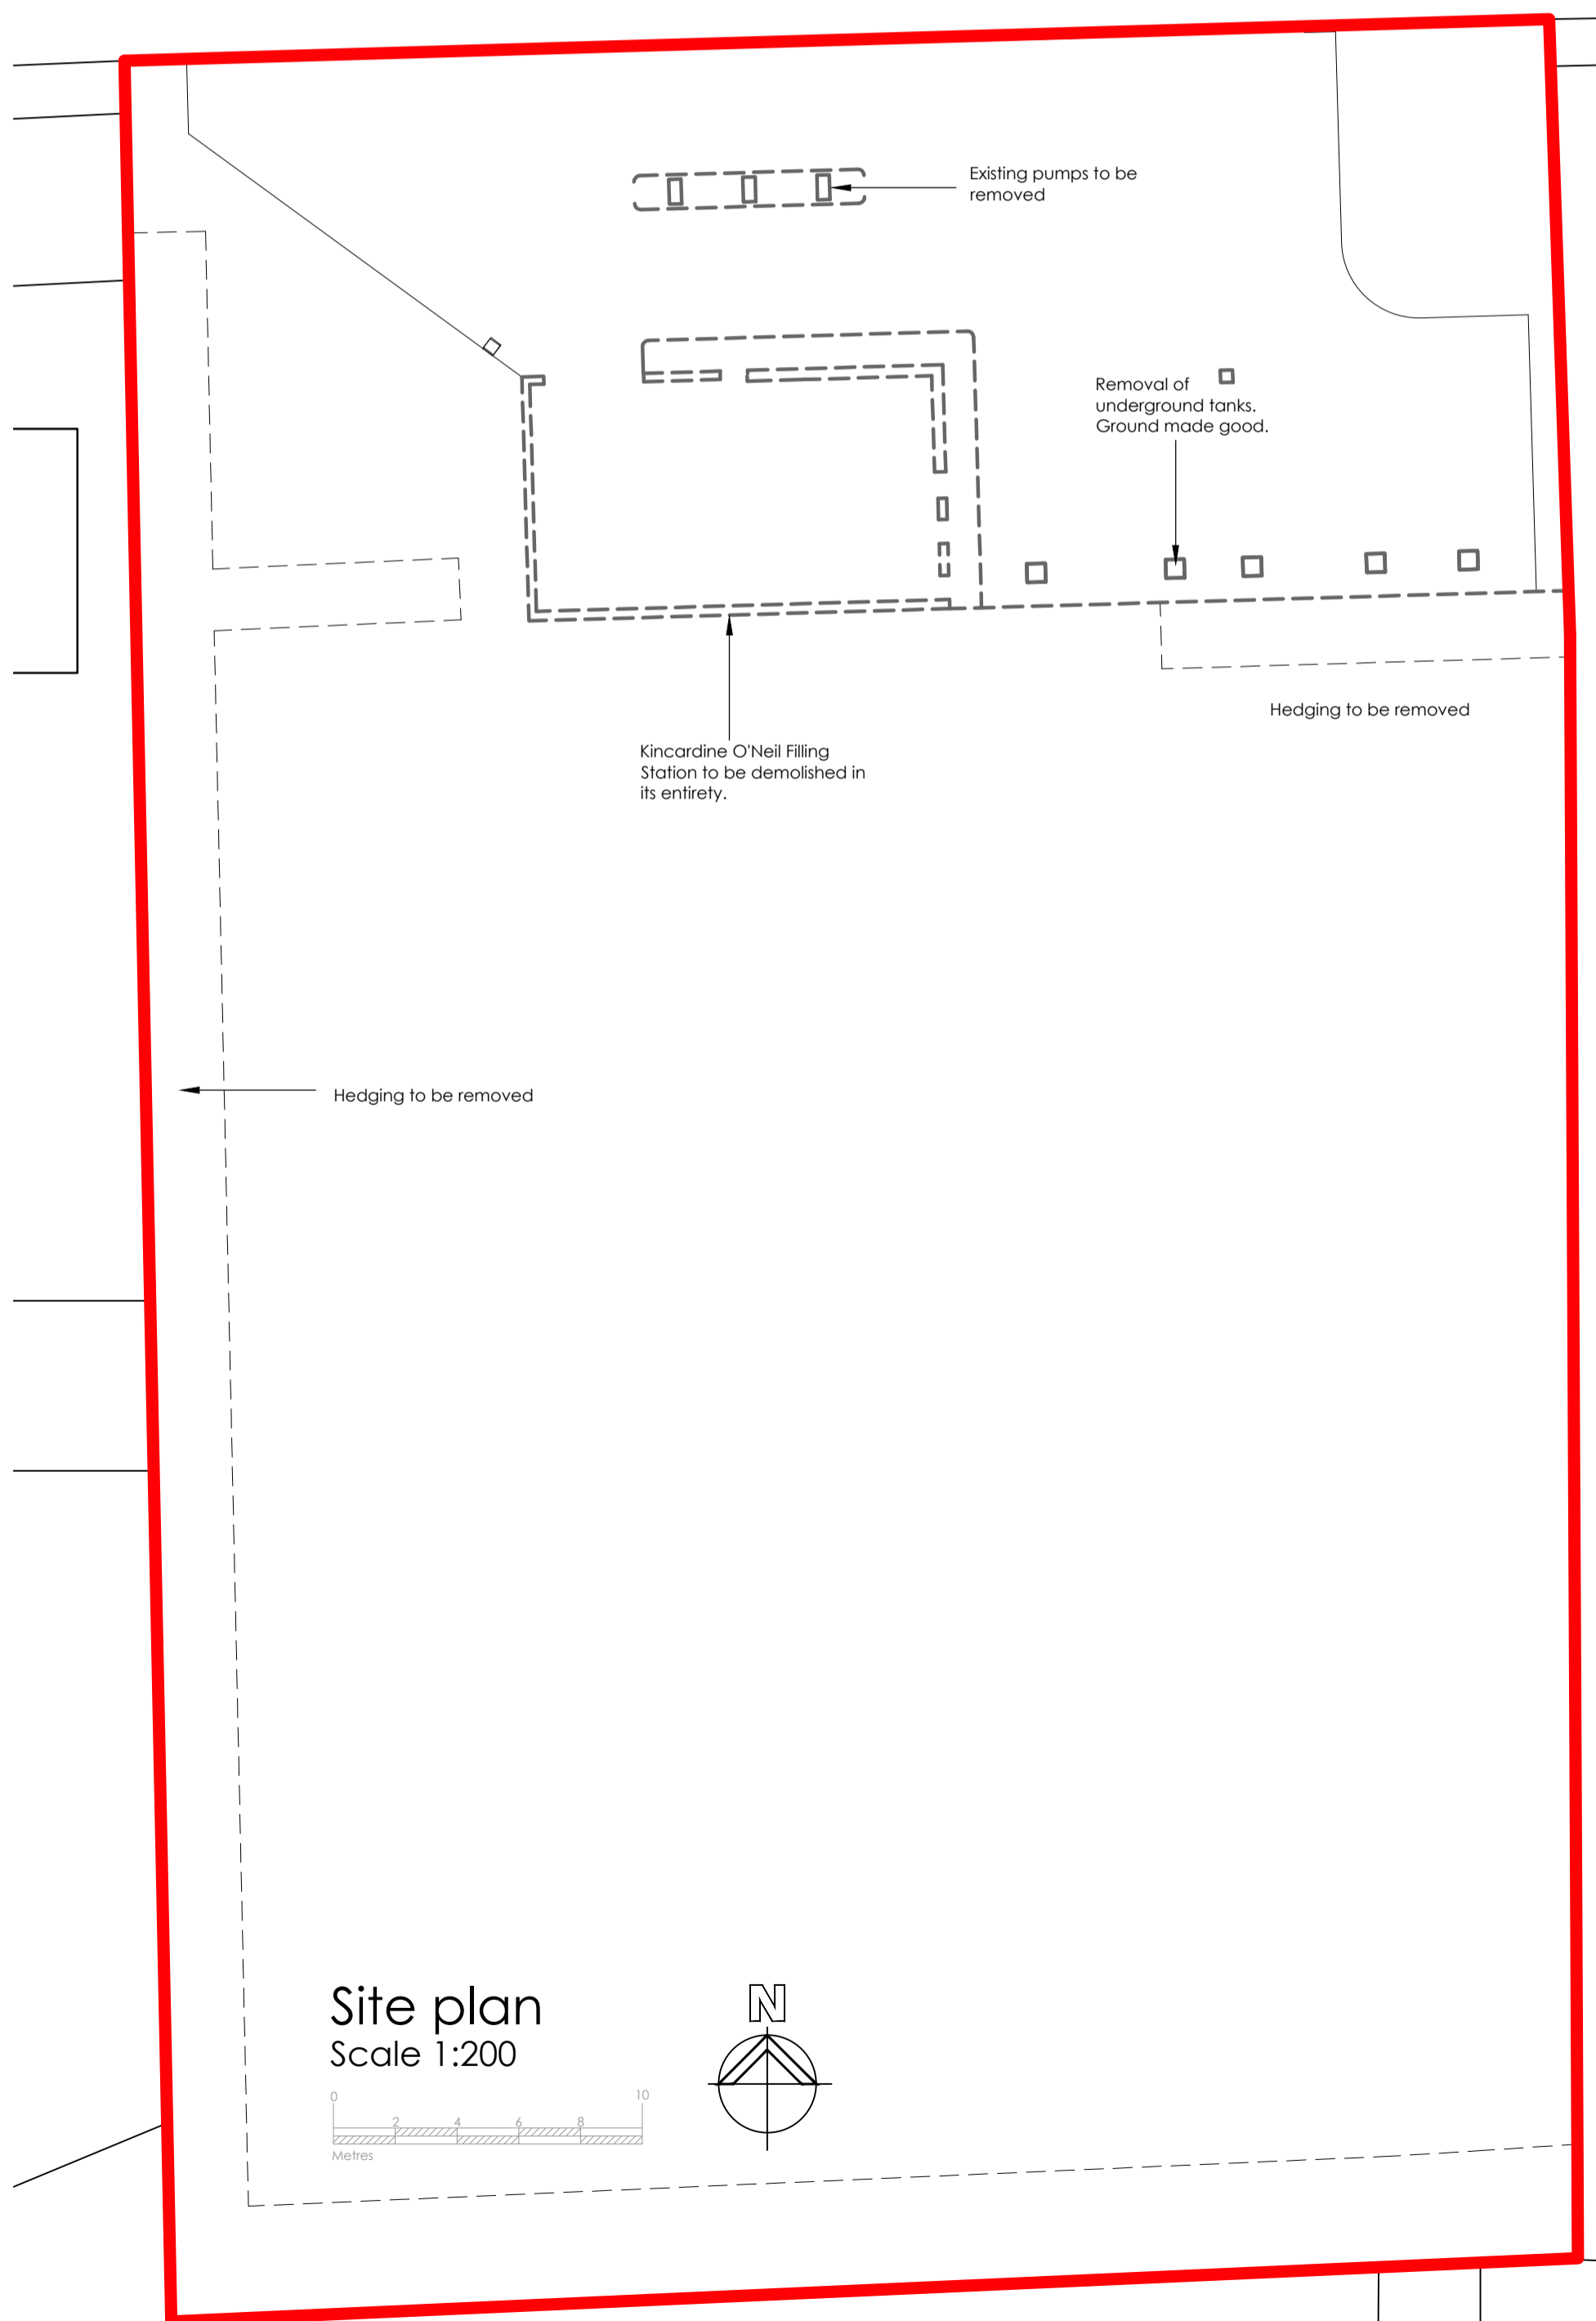 Existing pumps to be
removed
Removal of
underground tanks.
Ground made good.
Hedging to be removed
Kincardine O'Neil Filling
Station to be demolished in
its entirety.
Hedging to be removed
Site plan
Scale 1:200
N
0 10
2 4 6 8
Metres